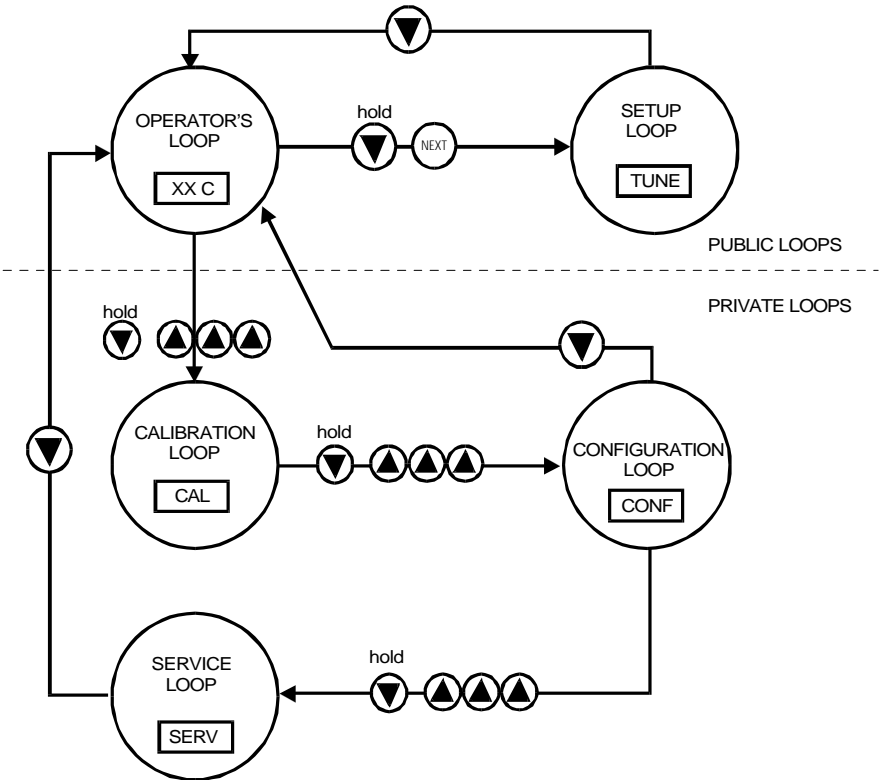 OPERATOR'S
LOOP
XX C
hold
NEXT
SETUP
LOOP
TUNE
PUBLIC LOOPS
PRIVATE LOOPS
hold
CALIBRATION
LOOP
CAL
hold
CONFIGURATION
LOOP
CONF
SERVICE
LOOP
SERV
hold